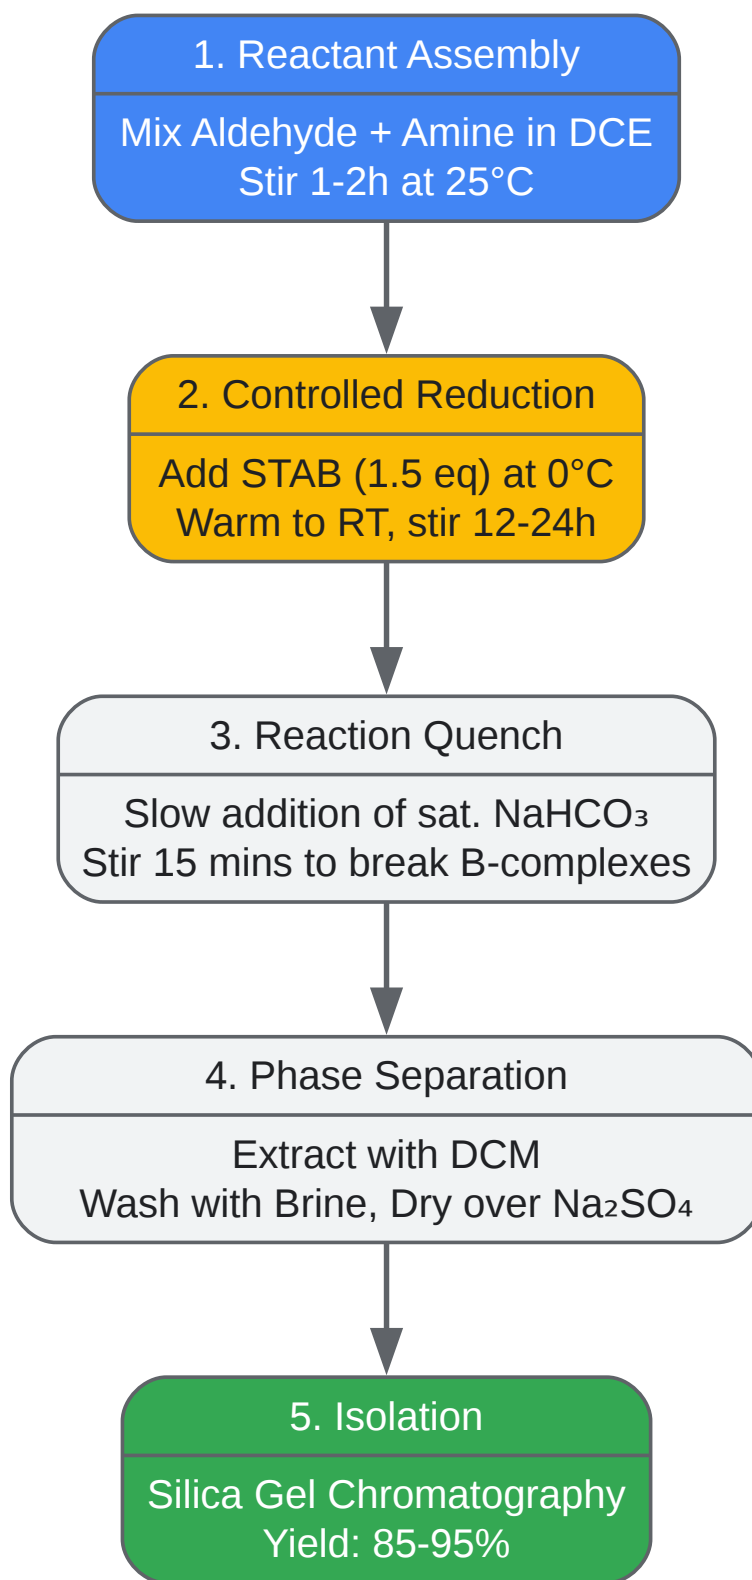 1. Reactant Assembly
Mix Aldehyde + Amine in DCE
Stir 1-2h at 25°C
2. Controlled Reduction
Add STAB (1.5 eq) at 0°C
Warm to RT, stir 12-24h
3. Reaction Quench
Slow addition of sat. NaHCO₃
Stir 15 mins to break B-complexes
4. Phase Separation
Extract with DCM
Wash with Brine, Dry over Na₂SO₄
5. Isolation
Silica Gel Chromatography
Yield: 85-95%